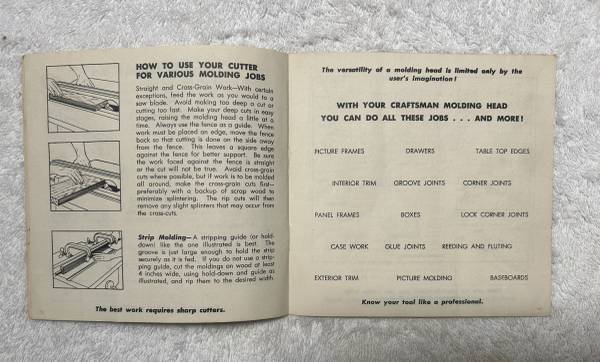 HOW TO USE YOUR CUTTER
FOR VARIOUS MOLDING JOBS
Straight and Cross-Grain Work—With certain
exceptions, feed the work as you would to a
saw blade. Avoid making too deep a cut or
cutting too fast. Make your deep cuts in easy
stages, raising the molding head a little at a
time. Always use the fence as a guide. When
work must be placed on edge, move the fence
back so that cutting is done on the side away
from the fence. This leaves a square edge
against the fence for better support. Be sure
the work faced against the fence is straight
or the cut will not be true. Avoid cross-grain
cuts where possible, but if work is to be molded
all around, make the cross-grain cuts first—
preferably with a backup of scrap wood to
minimize splintering. The rip cuts will then
remove any slight splinters that may occur from
the cross-cuts.
Strip Molding—A stripping guide (or hold-
down) like the one illustrated is best. The
groove is just large enough to hold the strip
securely as it is fed. If you do not use a strip-
ping guide, cut the moldings on wood at least
4 inches wide, using hold-down and guide as
illustrated, and rip them to the desired width.
The best work requires sharp cutters.
The versatility of a molding head is limited only by the
user's imagination!
WITH YOUR CRAFTSMAN MOLDING HEAD
YOU CAN DO ALL THESE JOBS . . . AND MORE!
PICTURE FRAMES DRAWERS TABLE TOP EDGES
INTERIOR TRIM GROOVE JOINTS CORNER JOINTS
PANEL FRAMES BOXES LOCK CORNER JOINTS
CASE WORK GLUE JOINTS REEDING AND FLUTING
EXTERIOR TRIM PICTURE MOLDING BASEBOARDS
Know your tool like a professional.